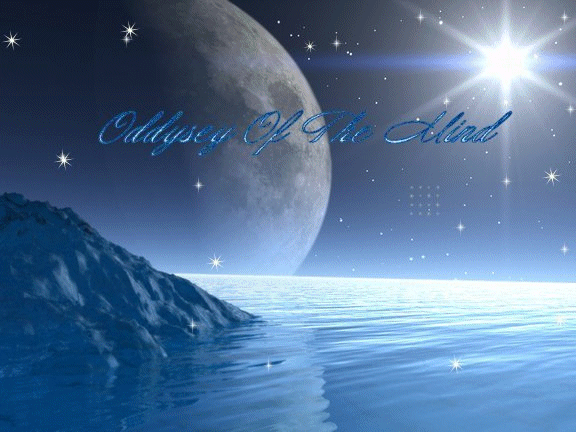 Oddysey Of The Mind